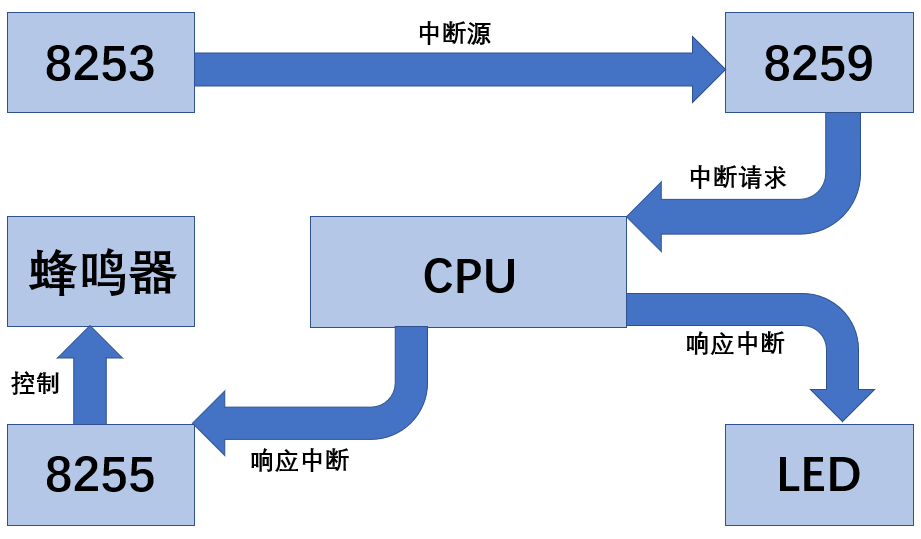 中断源
8253
8259
中断请求
蜂鸣器
CPU
响应中断
控制
响应中断
8255
LED